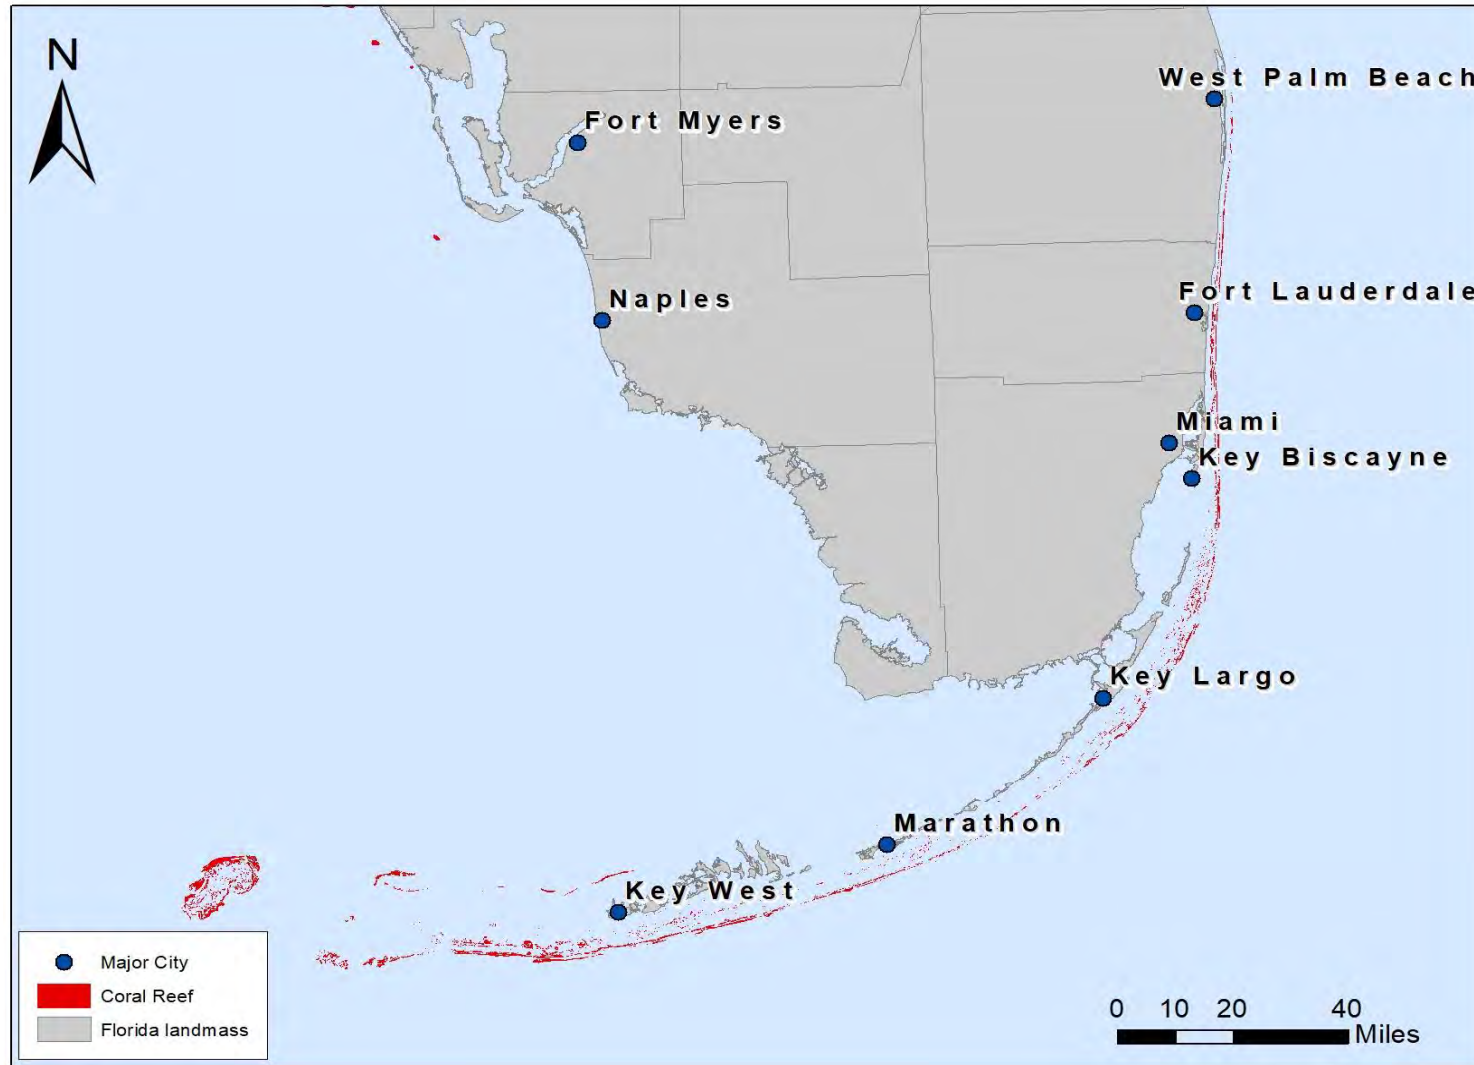 N
West Palm Beach
Fort Myers
Fort Lauderdale
Naples
Miami
Key Biscayne
Key Largo
Marathon
Key West
Major City
Coral Reef
Florida landmass
0 10 20 40
Miles